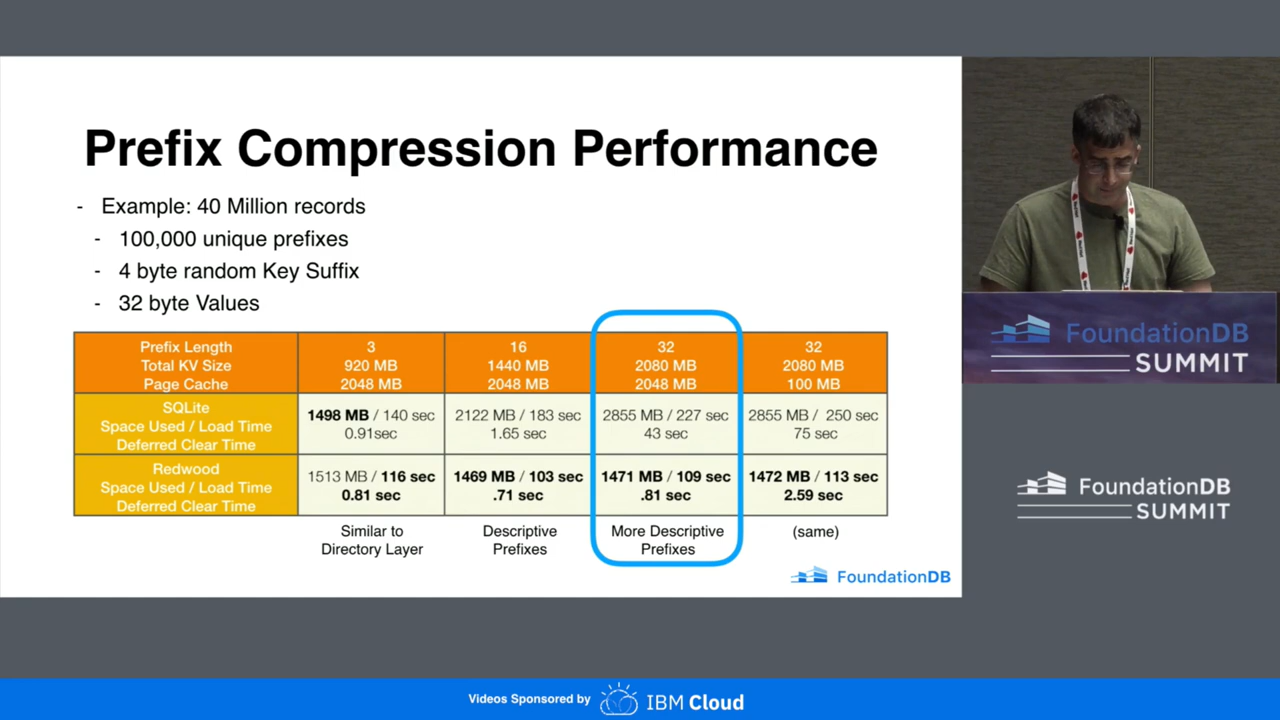 Prefix Compression Performance
- Example: 40 Million records
- 100,000 unique prefixes
- 4 byte random Key Suffix
- 32 byte Values
Prefix Length 3 16 32 32
Total KV Size 920 MB 1440 MB 2080 MB 2080 MB
Page Cache 2048 MB 2048 MB 2048 MB 100 MB
SQLite
Space Used / Load Time 1498 MB / 140 sec 2122 MB / 183 sec 2855 MB / 227 sec 2855 MB / 250 sec
Deferred Clear Time 0.91sec 1.65 sec 43 sec 75 sec
Redwood
Space Used / Load Time 1513 MB / 116 sec 1469 MB / 103 sec 1471 MB / 109 sec 1472 MB / 113 sec
Deferred Clear Time 0.81 sec .71 sec .81 sec 2.59 sec
Similar to Descriptive More Descriptive (same)
Directory Layer Prefixes Prefixes
FoundationDB
FoundationDB
SUMMIT
FoundationDB
SUMMIT
Videos Sponsored by IBM Cloud